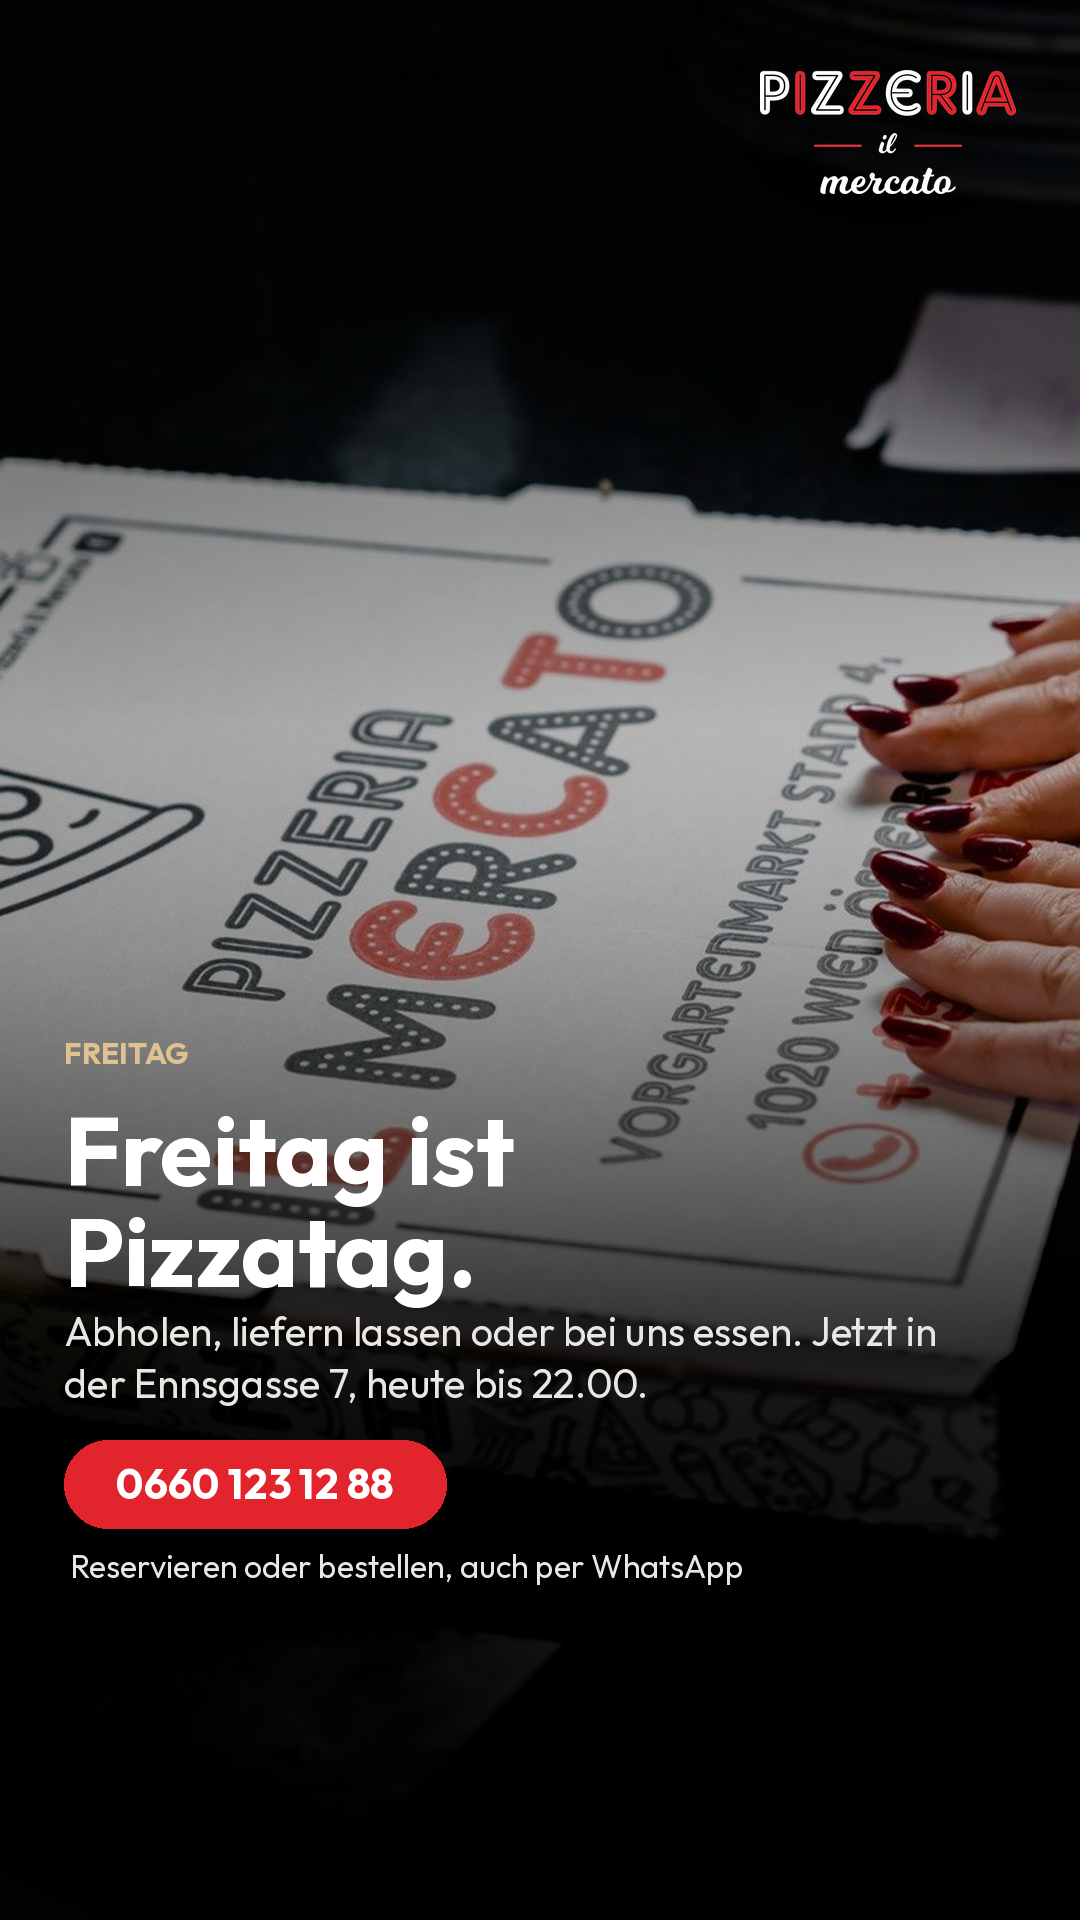 PIZZERIA
il
mercato
PIZZERIA
IL MERCATO
VORGARTENMARKT STAND 4,
1020 WIEN
FREITAG
Freitag ist
Pizzatag.
Abholen, liefern lassen oder bei uns essen. Jetzt in
der Ennsgasse 7, heute bis 22.00.
0660 123 12 88
Reservieren oder bestellen, auch per WhatsApp